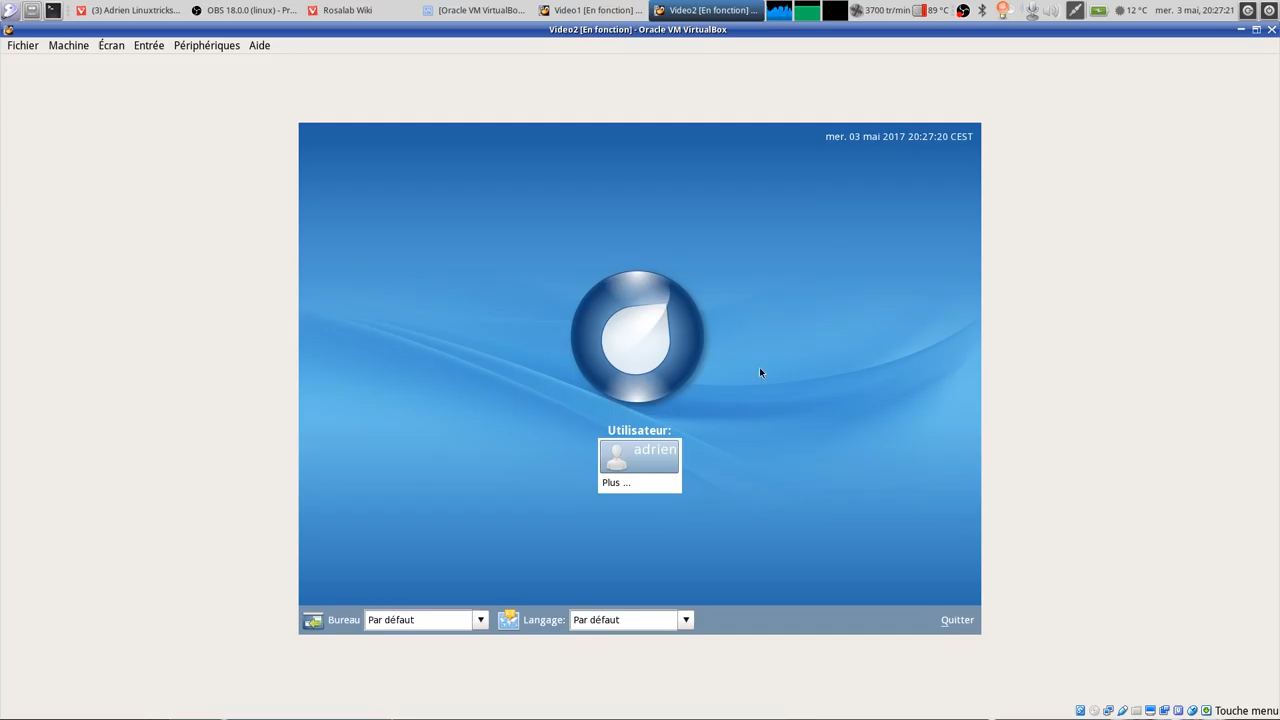 (3) Adrien Linuxtricks... OBS 18.0.0 (linux) - Pr... Rosalab Wiki [Oracle VM VirtualBo... Video1 [En fonction] ... Video2 [En fonction] ... 3700 tr/min 89 °C 12 °C mer. 3 mai, 20:27:21
Video2 [En fonction] - Oracle VM VirtualBox
Fichier Machine Écran Entrée Périphériques Aide
mer. 03 mai 2017 20:27:20 CEST
Utilisateur:
adrien
Plus ...
Bureau Par défaut Langage: Par défaut Quitter
Touche menu